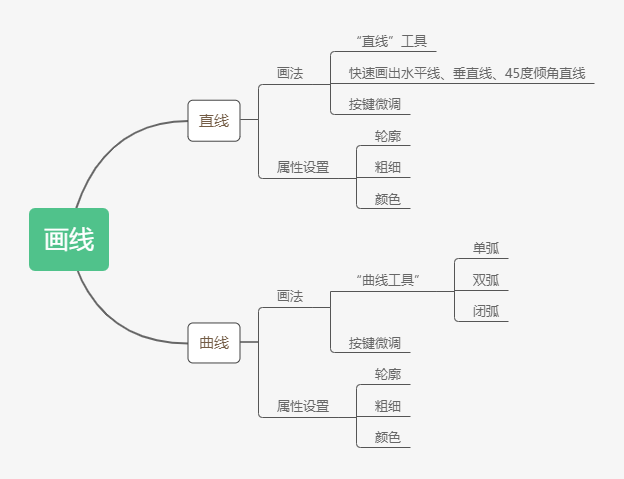 画线
直线
画法
“直线”工具
快速画出水平线、垂直线、45度倾角直线
按键微调
属性设置
轮廓
粗细
颜色
曲线
画法
“曲线工具”
单弧
双弧
闭弧
按键微调
属性设置
轮廓
粗细
颜色